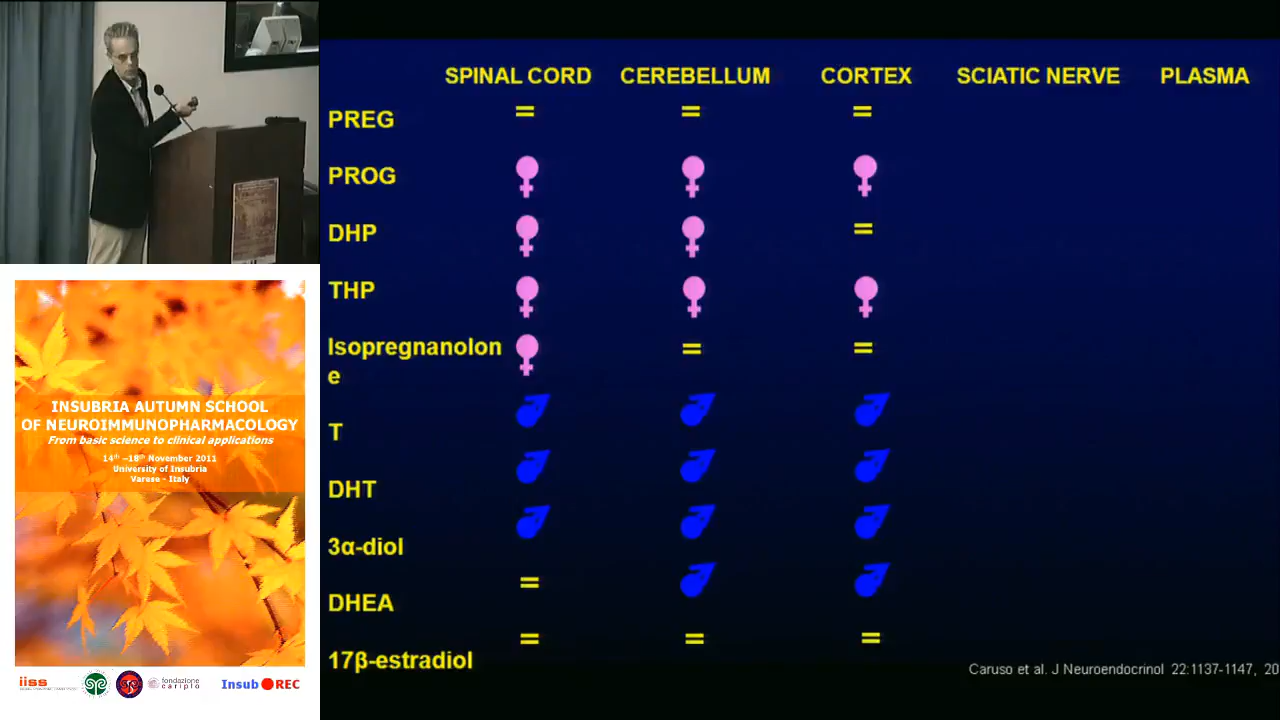 SPINAL CORD CEREBELLUM CORTEX SCIATIC NERVE PLASMA
PREG = = =
PROG
DHP =
THP
Isopregnanolon = =
e
T
DHT
3α-diol
DHEA =
17β-estradiol = = =
Caruso et al. J Neuroendocrinol 22:1137-1147, 20
INSUBRIA AUTUMN SCHOOL
OF NEUROIMMUNOPHARMACOLOGY
From basic science to clinical applications
14th -18th November 2011
University of Insubria
Varese - Italy
iiss
fondazione
cariplo
Insub REC